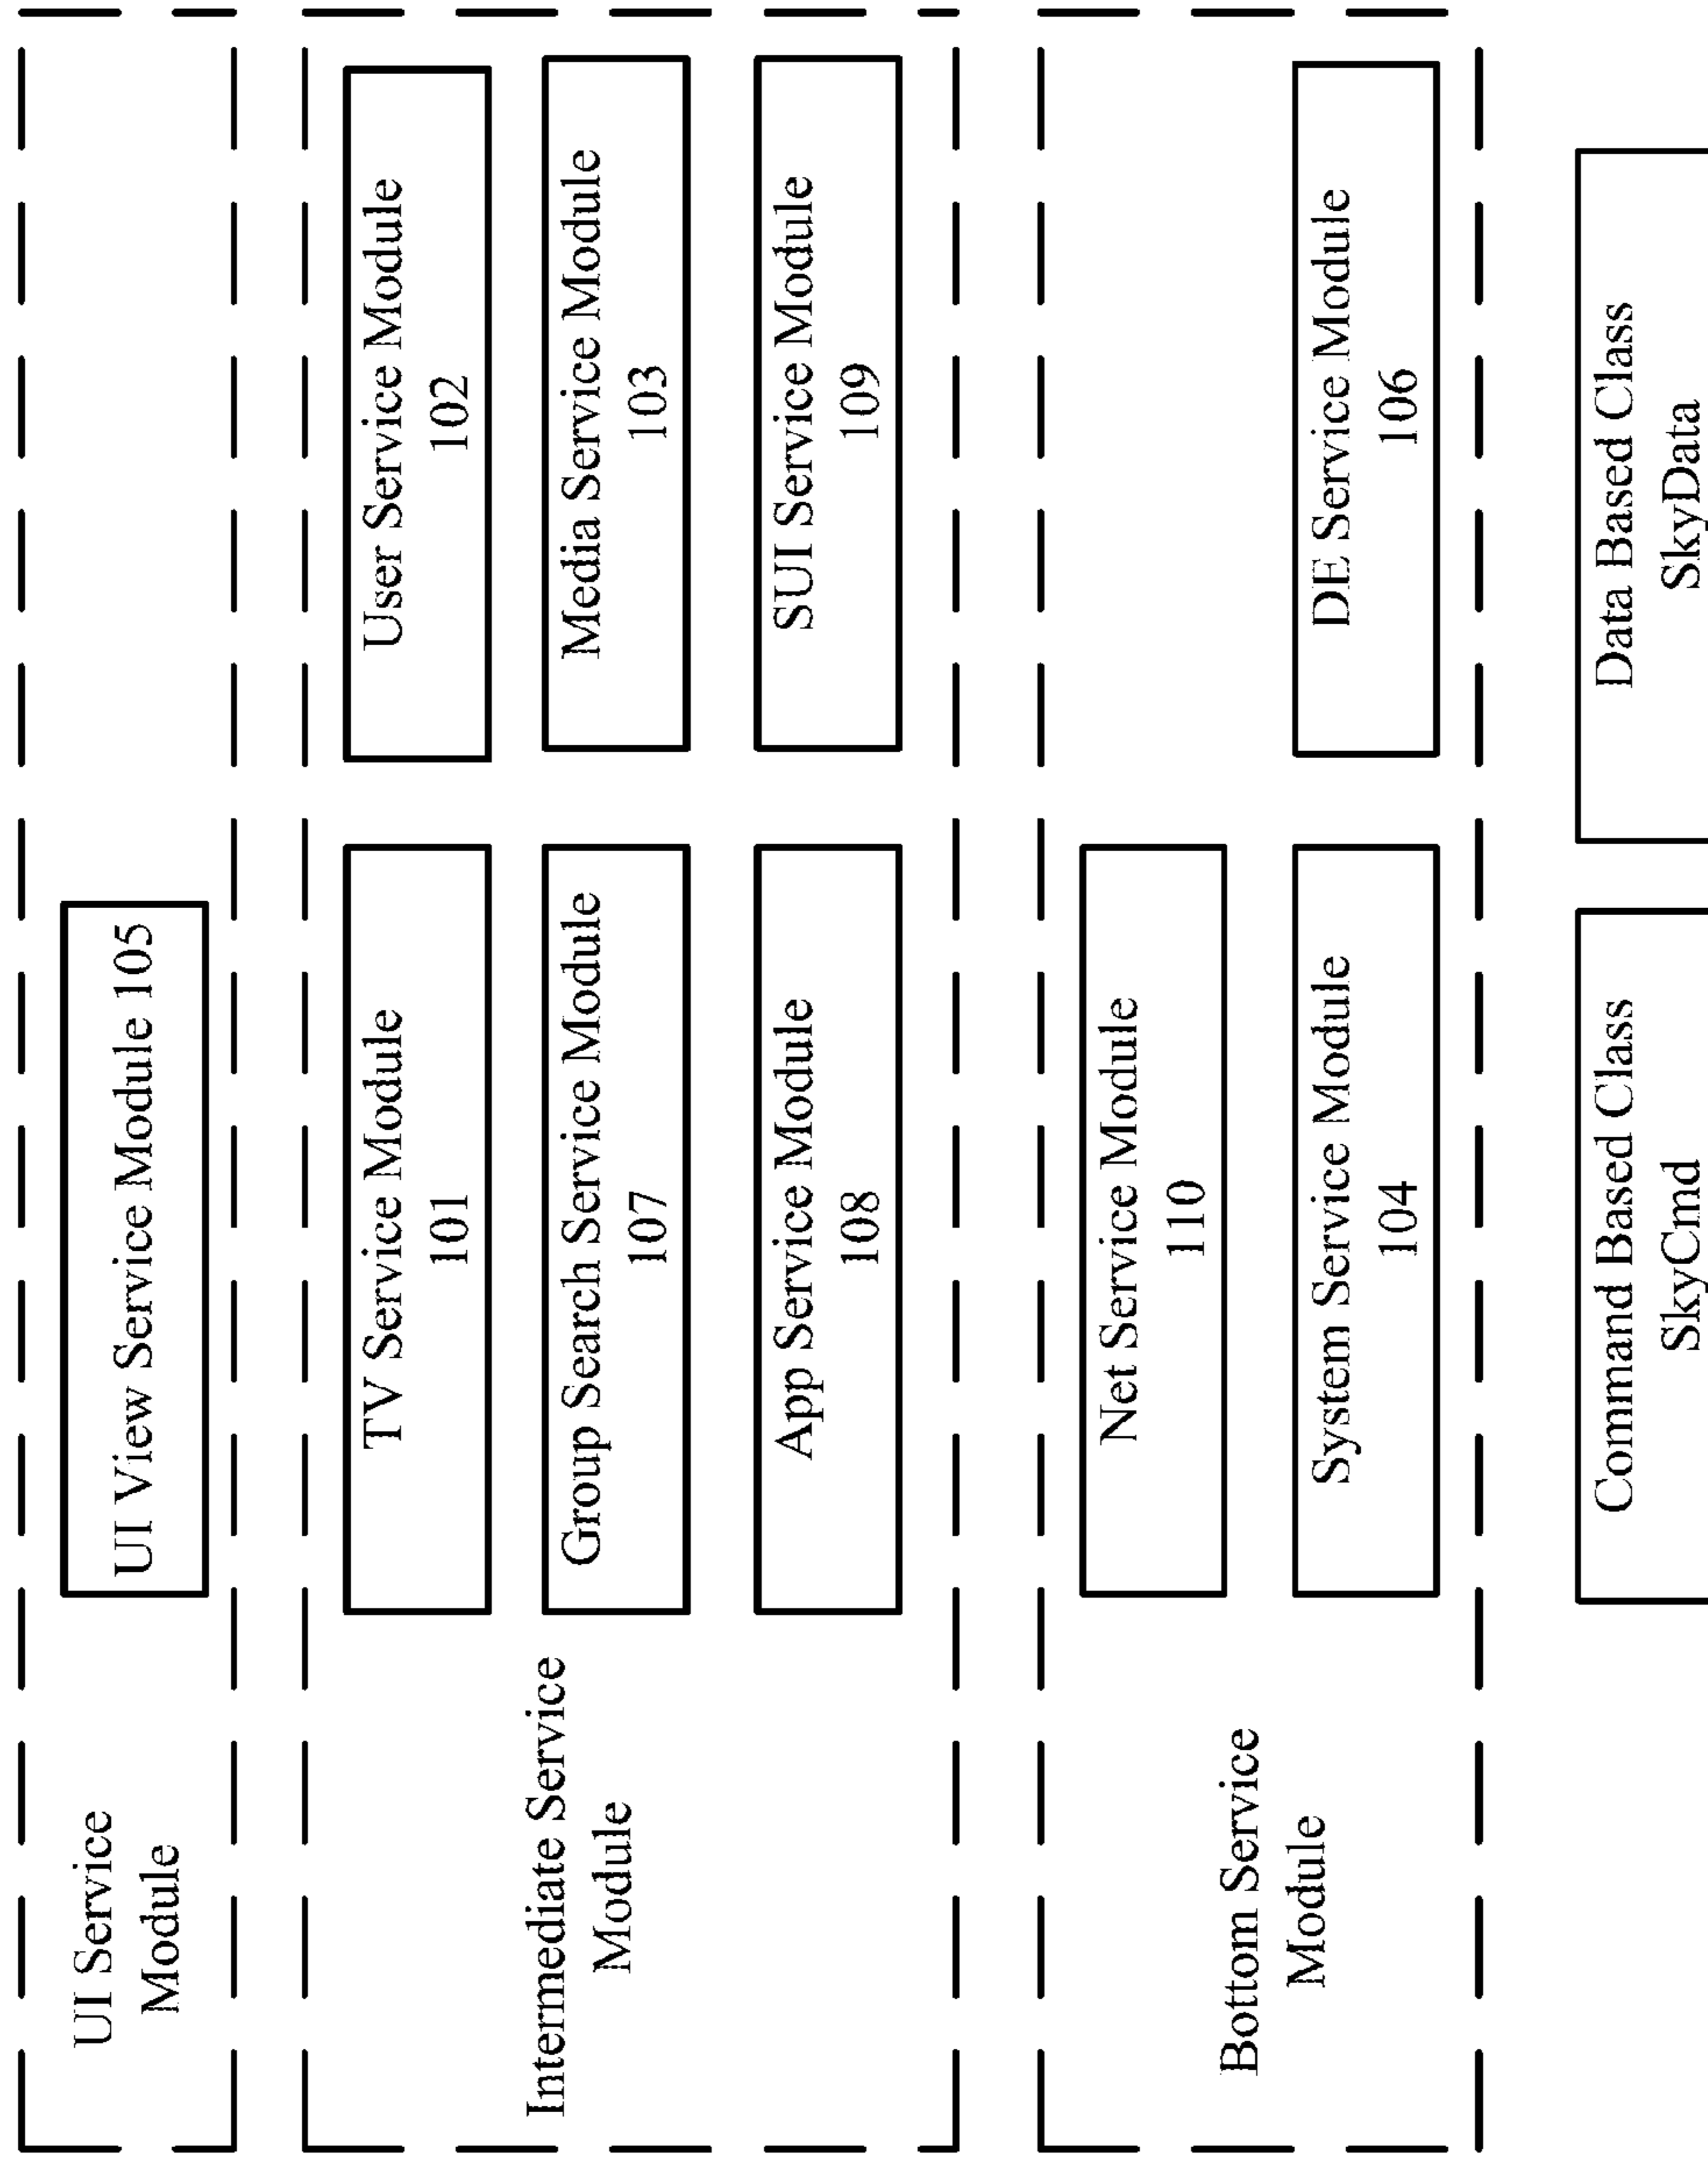 UI Service
Module
UI View Service Module 105
Intermediate Service
Module
TV Service Module
101
User Service Module
102
Group Search Service Module
107
Media Service Module
103
App Service Module
108
SUI Service Module
109
Bottom Service
Module
Net Service Module
110
System Service Module
104
DE Service Module
106
Command Based Class
SkyCmd
Data Based Class
SkyData